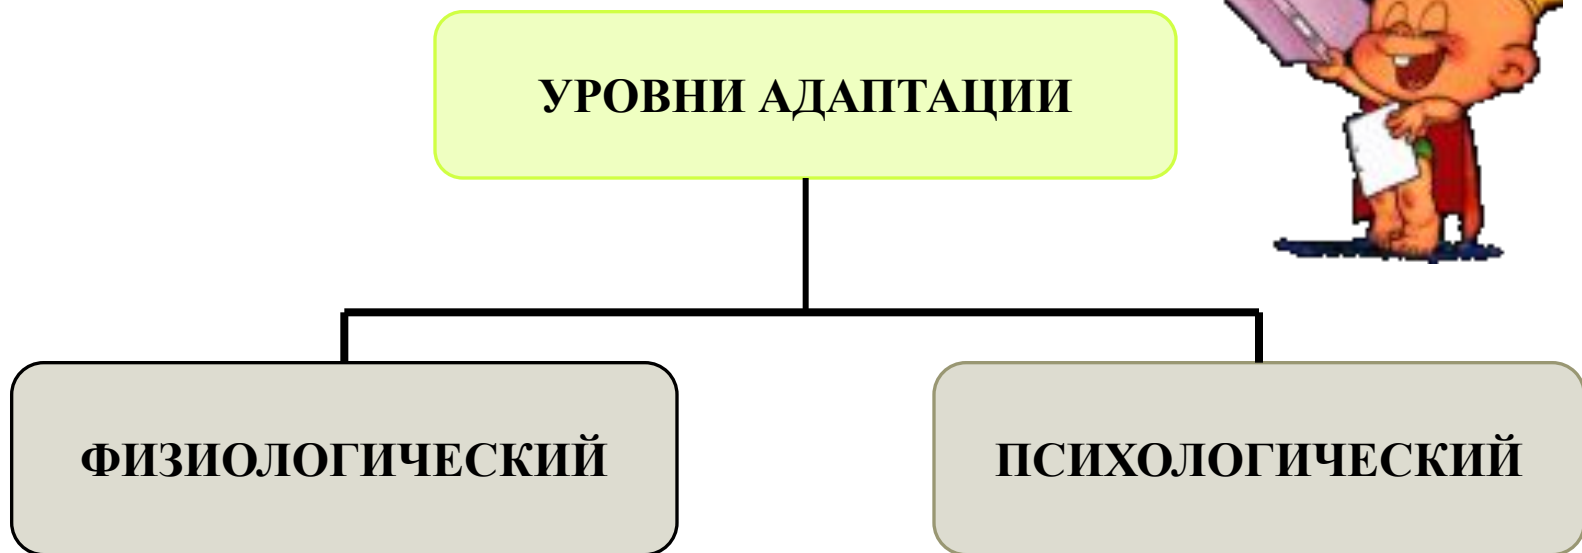 УРОВНИ АДАПТАЦИИ
ФИЗИОЛОГИЧЕСКИЙ
ПСИХОЛОГИЧЕСКИЙ